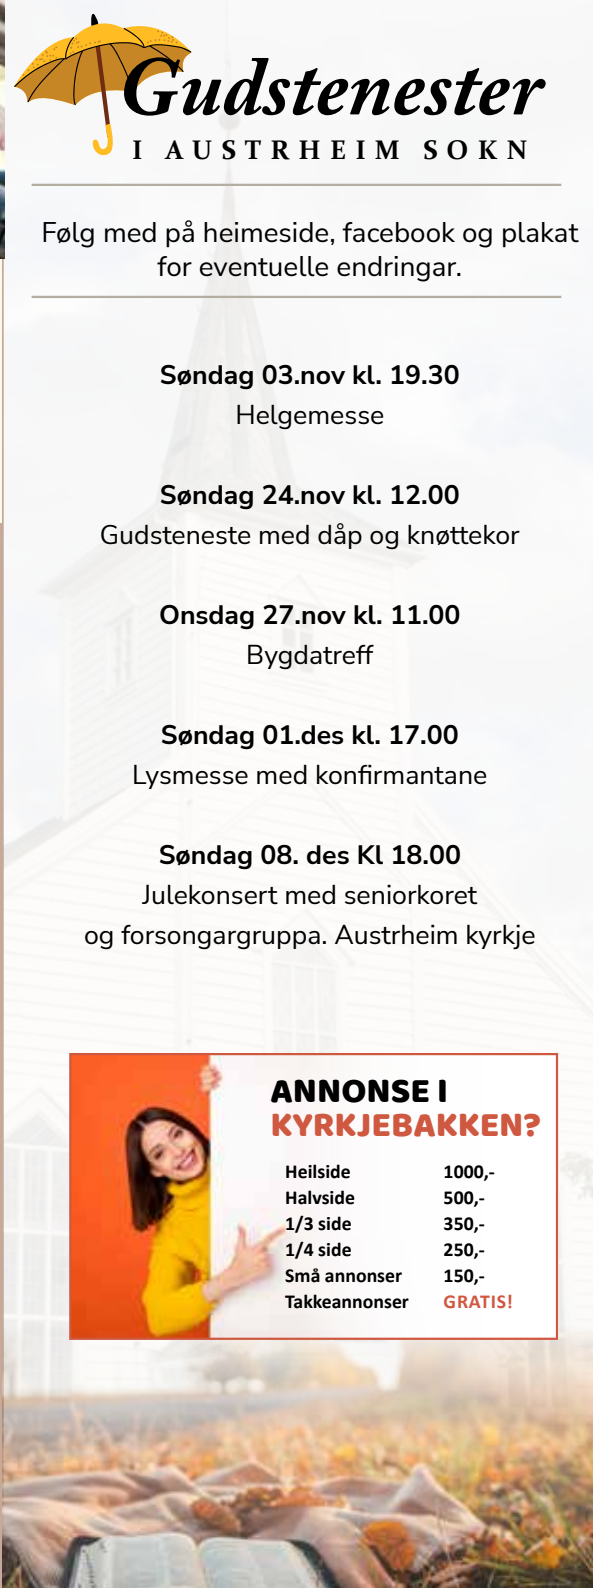 Gudstenester
I AUSTRHEIM SOKN
Følg med på heimeside, facebook og plakat
for eventuelle endringar.
Søndag 03.nov kl. 19.30
Helgemesse
Søndag 24.nov kl. 12.00
Gudsteneste med dåp og knøttekor
Onsdag 27.nov kl. 11.00
Bygdatreff
Søndag 01.des kl. 17.00
Lysmesse med konfirmantane
Søndag 08. des Kl 18.00
Julekonsert med seniorkoret
og forsongargruppa. Austrheim kyrkje
ANNONSE I
KYRKJEBAKKEN?
Heilside 1000,-
Halvside 500,-
1/3 side 350,-
1/4 side 250,-
Små annonser 150,-
Takkeannonser GRATIS!